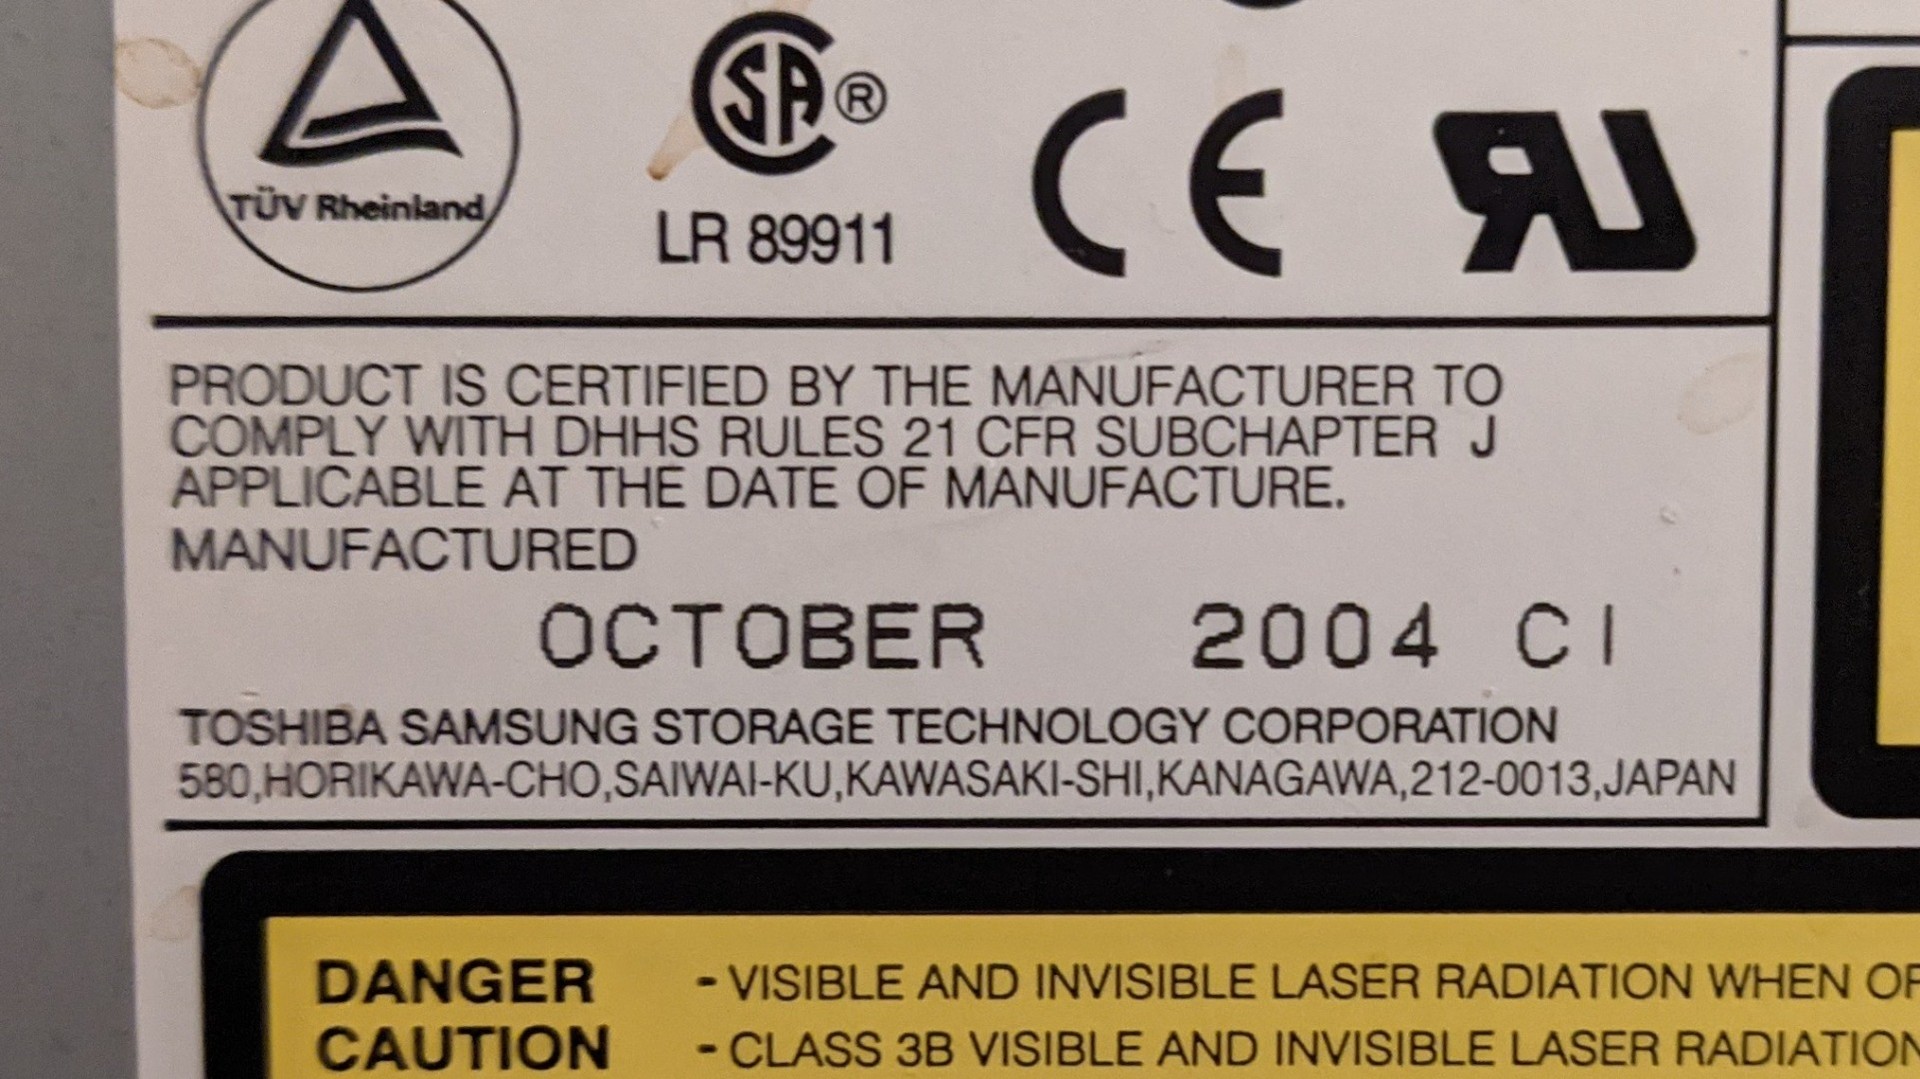 TÜV Rheinland
CSA®
LR 89911
CE
RU
PRODUCT IS CERTIFIED BY THE MANUFACTURER TO
COMPLY WITH DHHS RULES 21 CFR SUBCHAPTER J
APPLICABLE AT THE DATE OF MANUFACTURE.
MANUFACTURED
OCTOBER 2004 CI
TOSHIBA SAMSUNG STORAGE TECHNOLOGY CORPORATION
580,HORIKAWA-CHO,SAIWAI-KU,KAWASAKI-SHI,KANAGAWA,212-0013,JAPAN
DANGER - VISIBLE AND INVISIBLE LASER RADIATION WHEN
CAUTION - CLASS 3B VISIBLE AND INVISIBLE LASER RADIATION